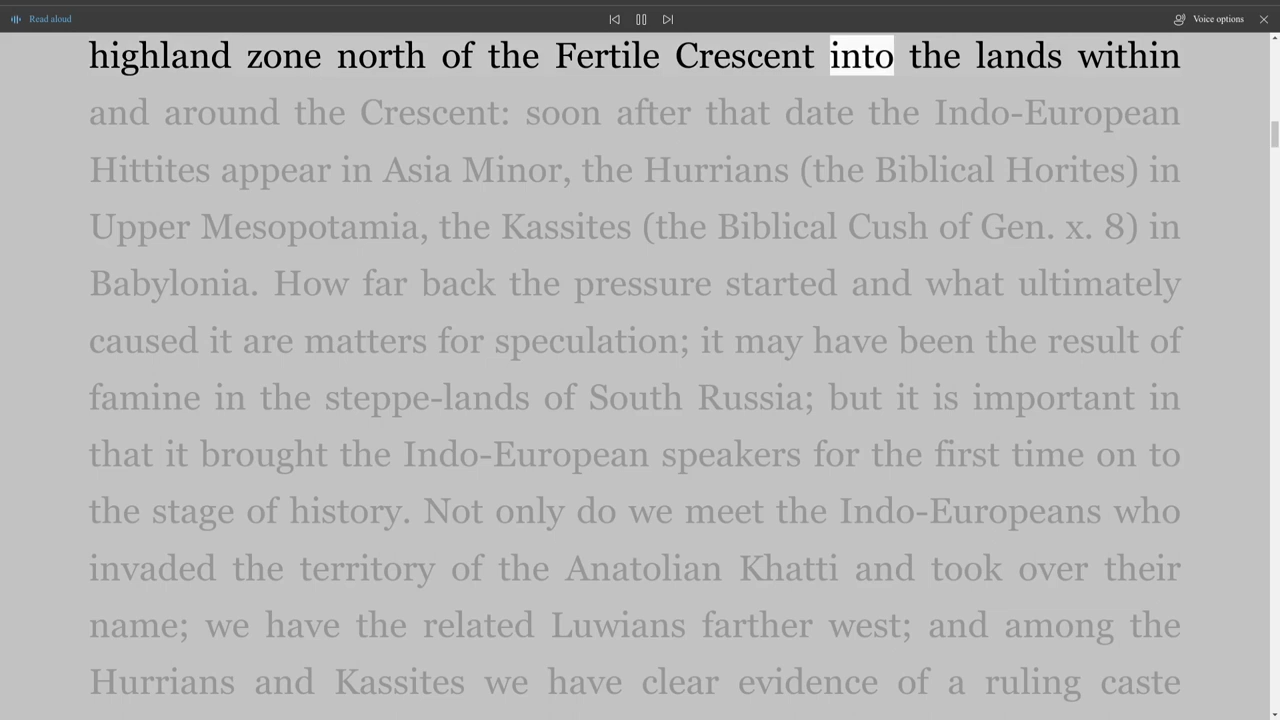 Read aloud
Voice options
highland zone north of the Fertile Crescent into the lands within
and around the Crescent: soon after that date the Indo-European
Hittites appear in Asia Minor, the Hurrians (the Biblical Horites) in
Upper Mesopotamia, the Kassites (the Biblical Cush of Gen. x. 8) in
Babylonia. How far back the pressure started and what ultimately
caused it are matters for speculation; it may have been the result of
famine in the steppe-lands of South Russia; but it is important in
that it brought the Indo-European speakers for the first time on to
the stage of history. Not only do we meet the Indo-Europeans who
invaded the territory of the Anatolian Khatti and took over their
name; we have the related Luwians farther west; and among the
Hurrians and Kassites we have clear evidence of a ruling caste